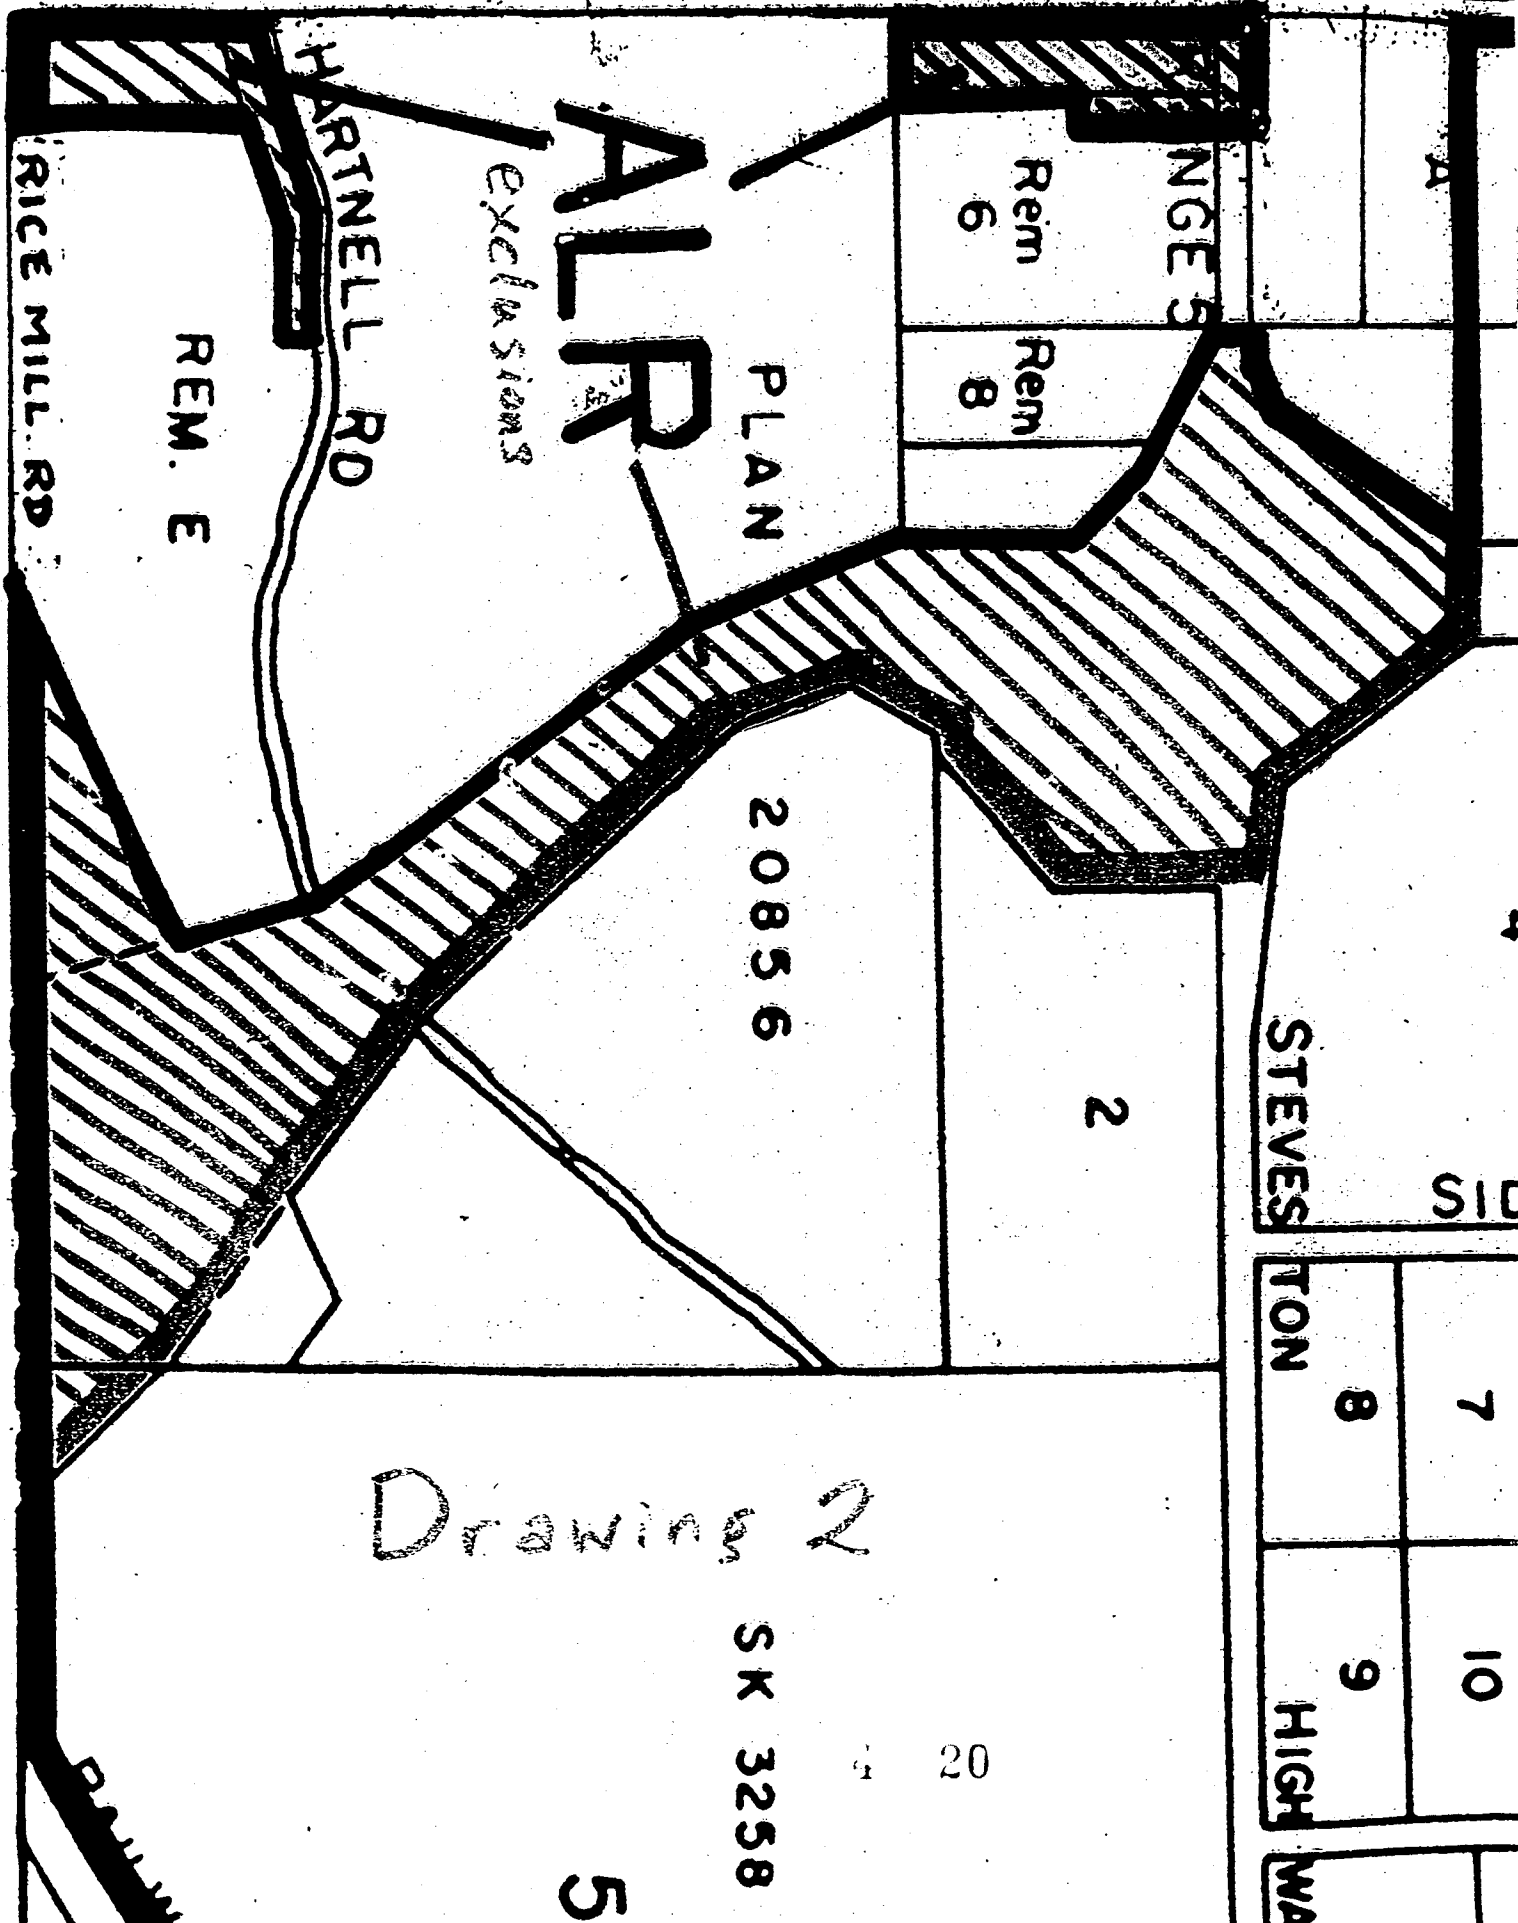 HARTNELL RD
RICE MILL RD
REM. E
ALR
exclusions
PLAN
20856
Rem
6
Rem
8
NGE 5
A
2
4
STEVESTON
HIGHWA
SID
7
8
9
10
Drawing 2
SK 3258
4 20
5